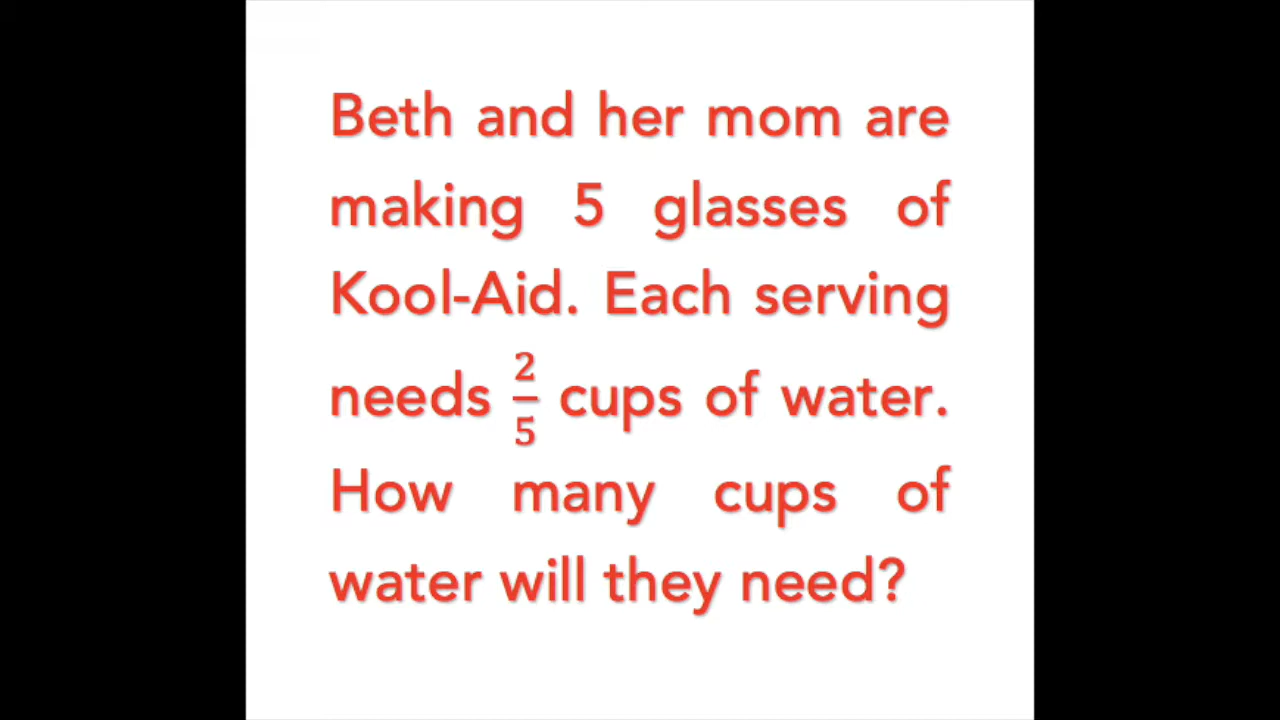 Beth and her mom are
making 5 glasses of
Kool-Aid. Each serving
needs 2/5 cups of water.
How many cups of
water will they need?